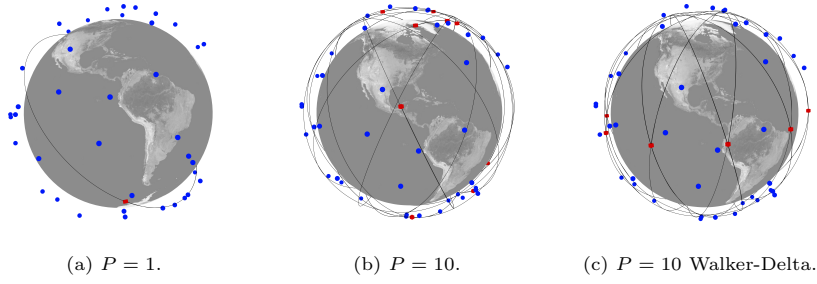 (a) P = 1.
(b) P = 10.
(c) P = 10 Walker-Delta.